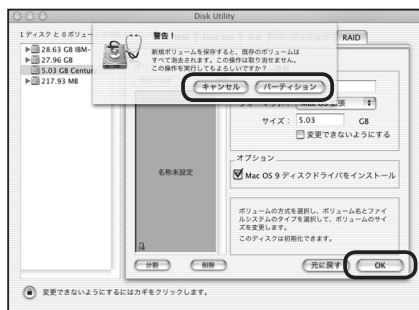 Disk Utility
1 ディスクと 0 ボリューム
28.63 GB IBM-
27.96 GB
5.03 GB Centur
217.93 MB
RAID
警告！
新規ボリュームを保存すると、既存のボリュームは
すべて消去されます。この操作は取り消せません。
この操作を実行してもよろしいですか？
キャンセル
パーティション
サイズ： 5.03 GB
変更できないようにする
名称未設定
オプション
Mac OS 9 ディスクドライバをインストール
ボリュームの方式を選択し、ボリューム名とファイ
ルシステムのタイプを選択して、ボリュームのサイ
ズを変更します。
このディスクは初期化できます。
分割
削除
元に戻す
OK
変更できないようにするにはカギをクリックします。